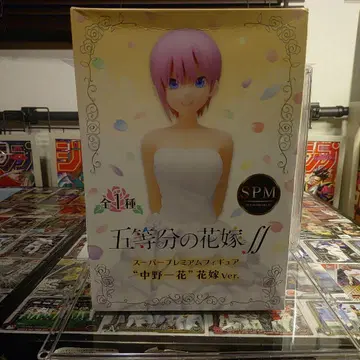 全1種
SPM
五等分の花嫁∬
スーパープレミアムフィギュア
“中野一花”花嫁ver.